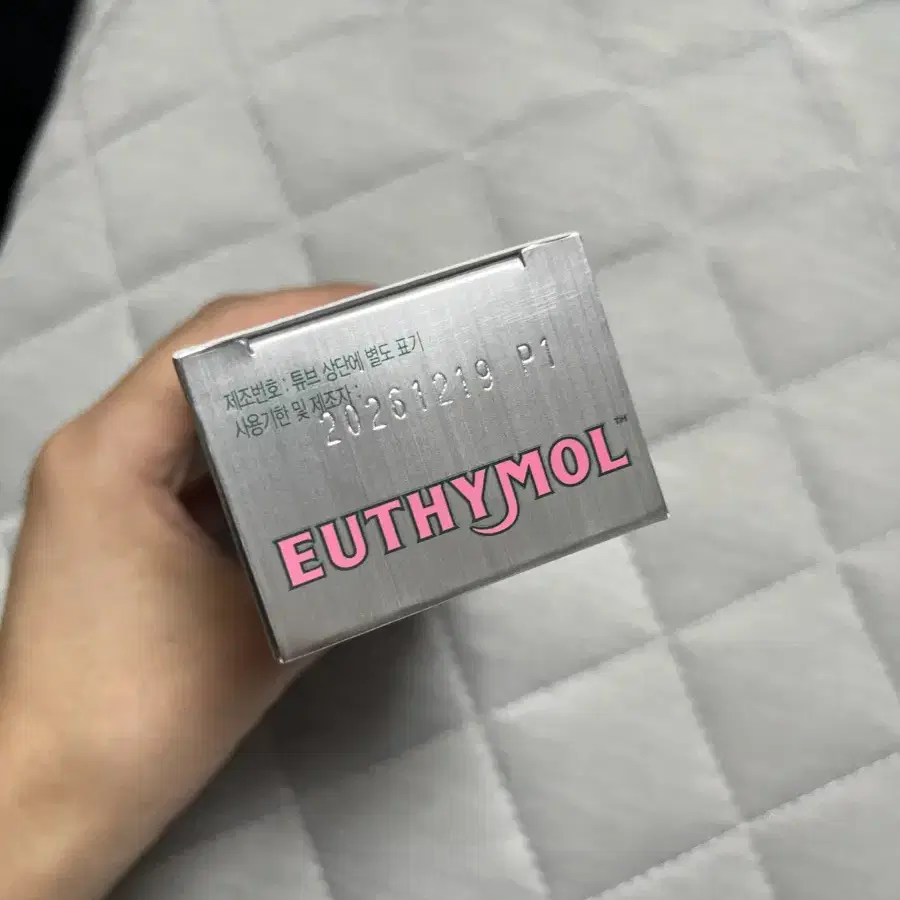 제조번호 : 튜브 상단에 별도 표기
사용기한 및 제조자 :
20261219 P1
EUTHYMOL™